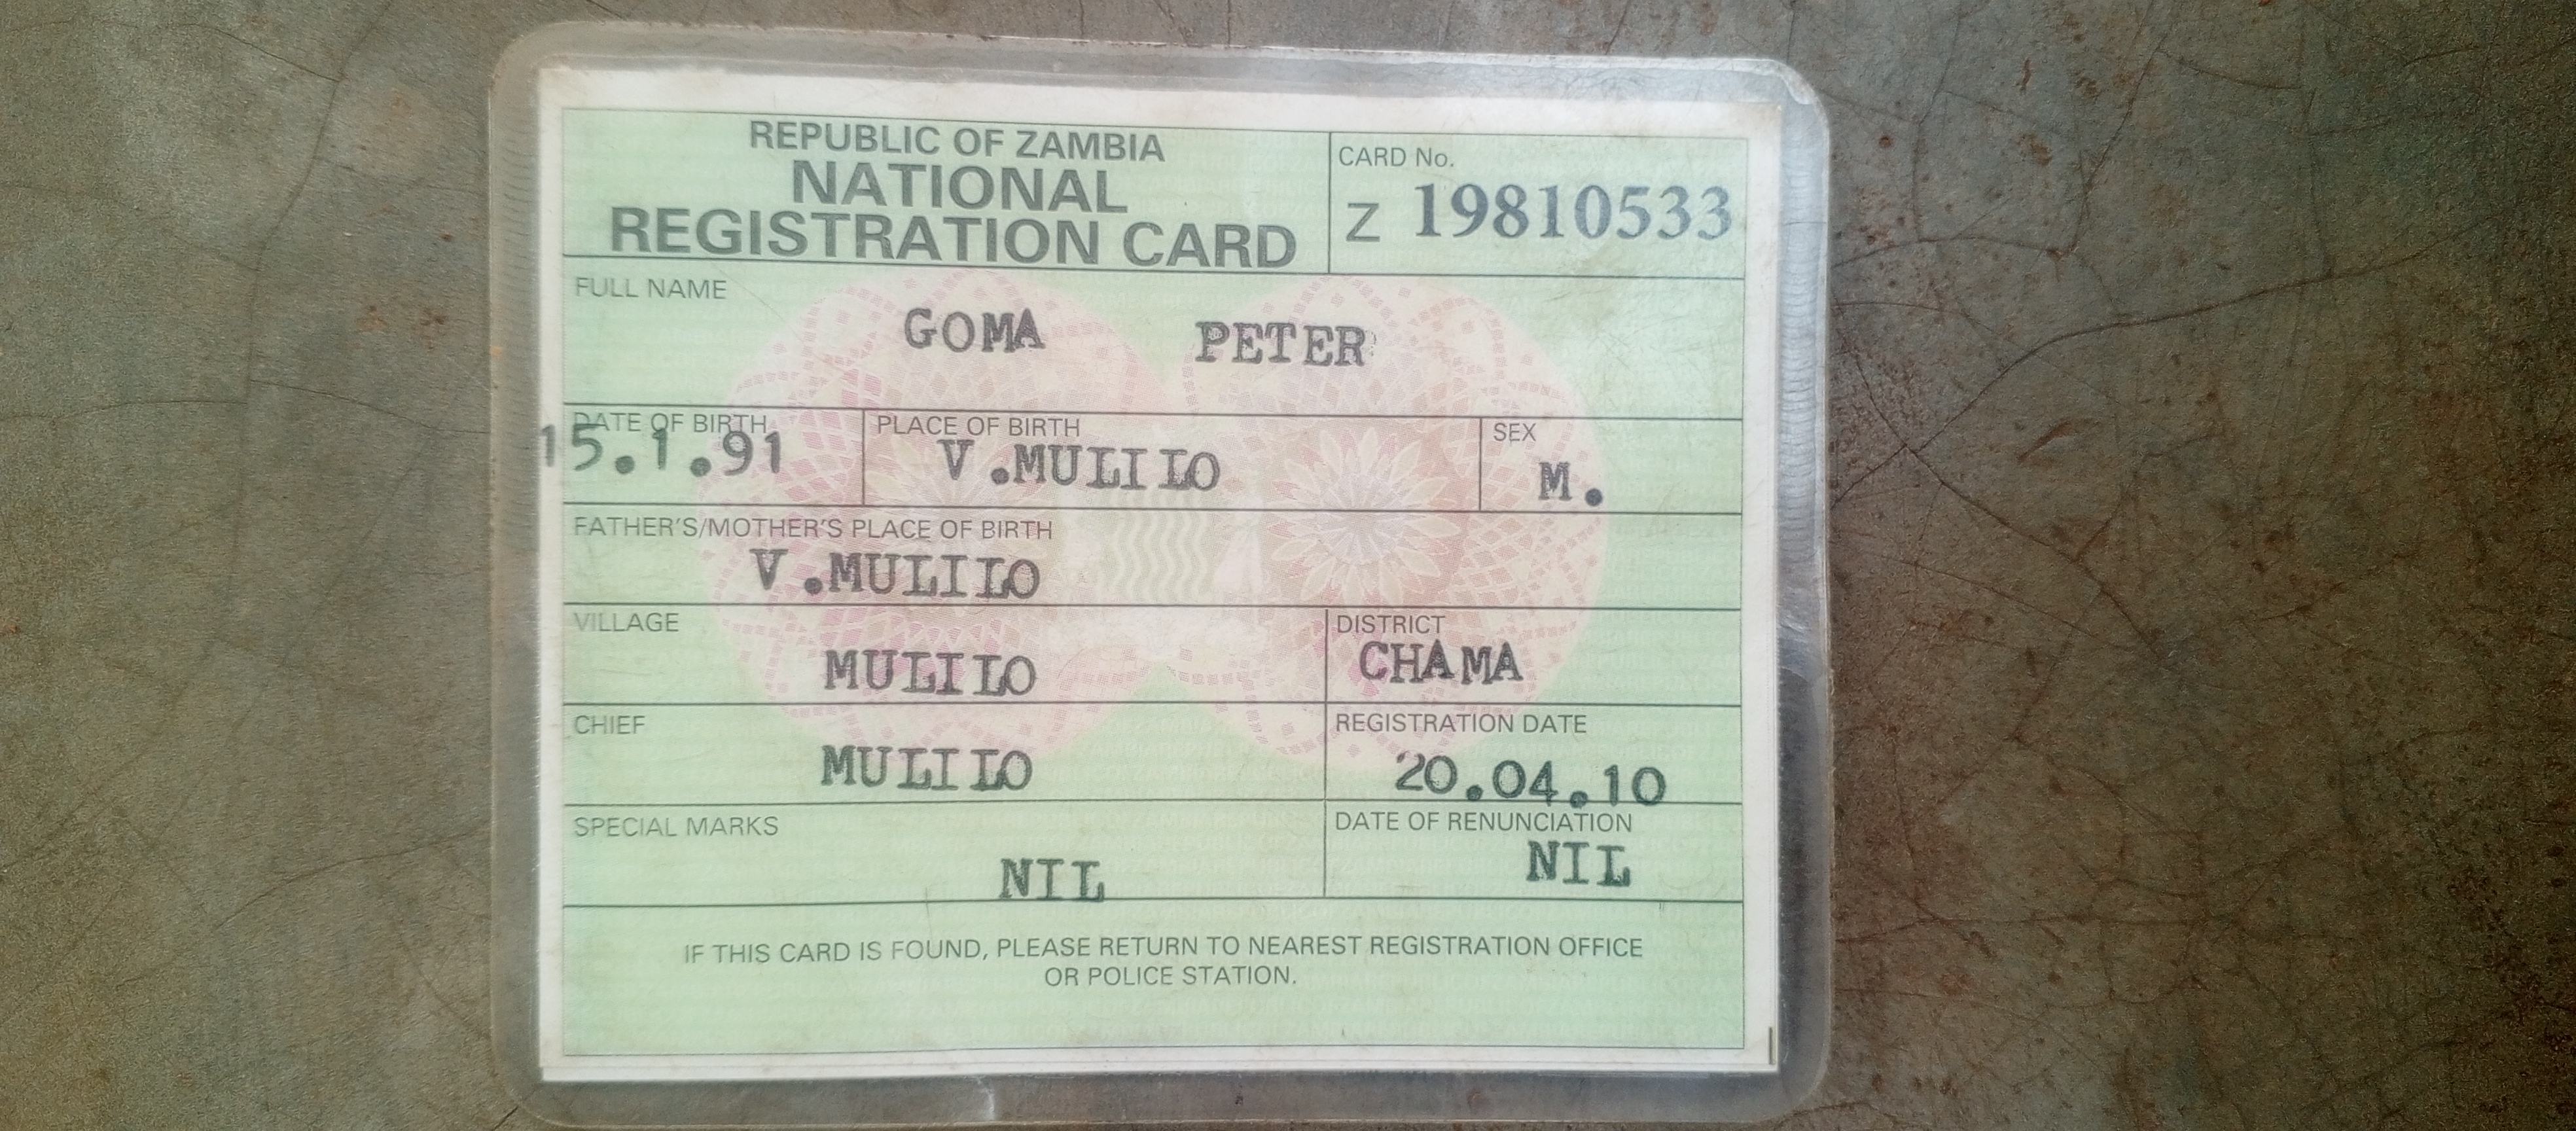 REPUBLIC OF ZAMBIA
NATIONAL
REGISTRATION CARD
CARD No.
Z 19810533
FULL NAME
GOMA PETER
DATE OF BIRTH
15.1.91
PLACE OF BIRTH
V.MULILO
SEX
M.
FATHER'S/MOTHER'S PLACE OF BIRTH
V.MULILO
VILLAGE
MULILO
DISTRICT
CHAMA
CHIEF
MULILO
REGISTRATION DATE
20.04.10
SPECIAL MARKS
NIL
DATE OF RENUNCIATION
NIL
IF THIS CARD IS FOUND, PLEASE RETURN TO NEAREST REGISTRATION OFFICE
OR POLICE STATION.